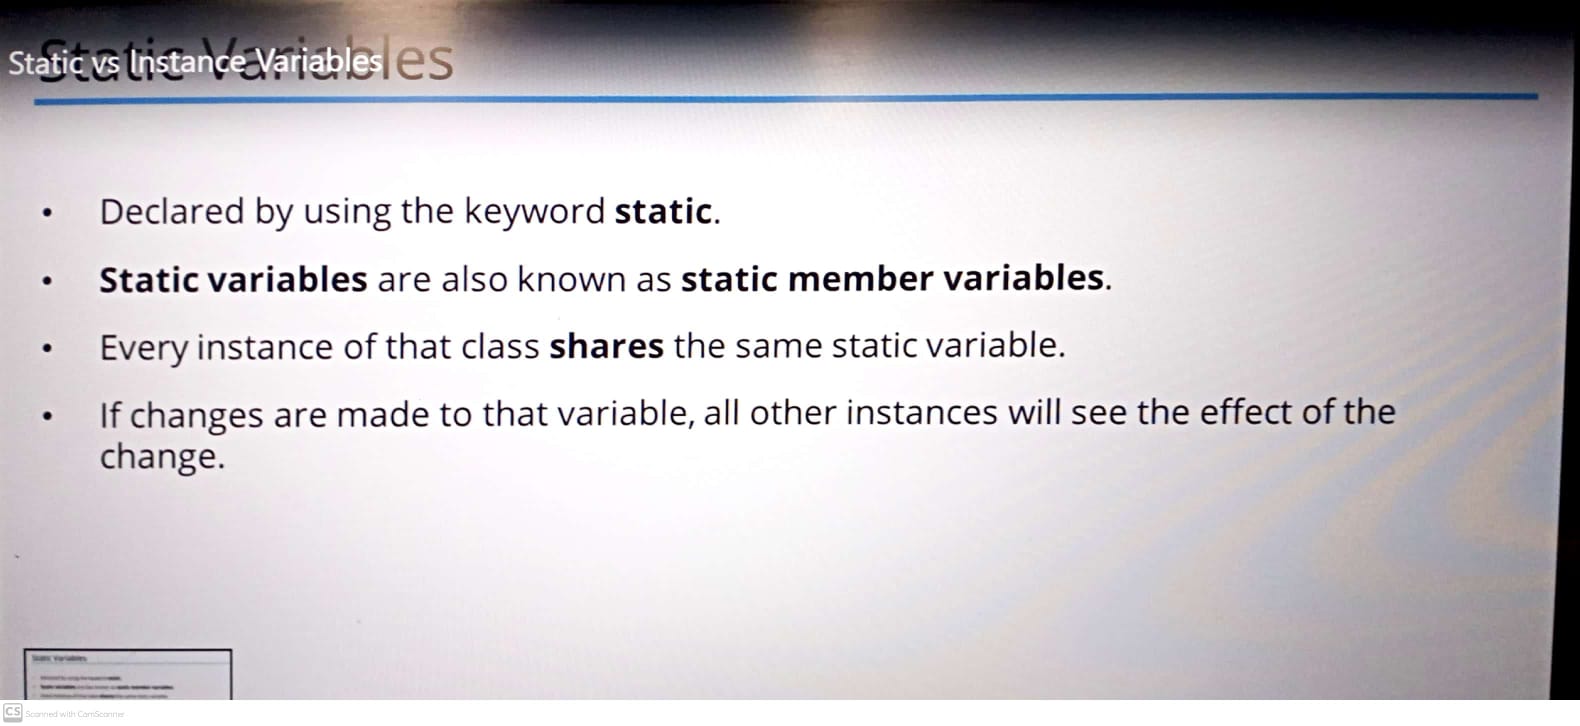 Static Variables
Static vs Instance Variables
• Declared by using the keyword static.
• Static variables are also known as static member variables.
• Every instance of that class shares the same static variable.
• If changes are made to that variable, all other instances will see the effect of the
change.
Static Variables
CS Scanned with CamScanner